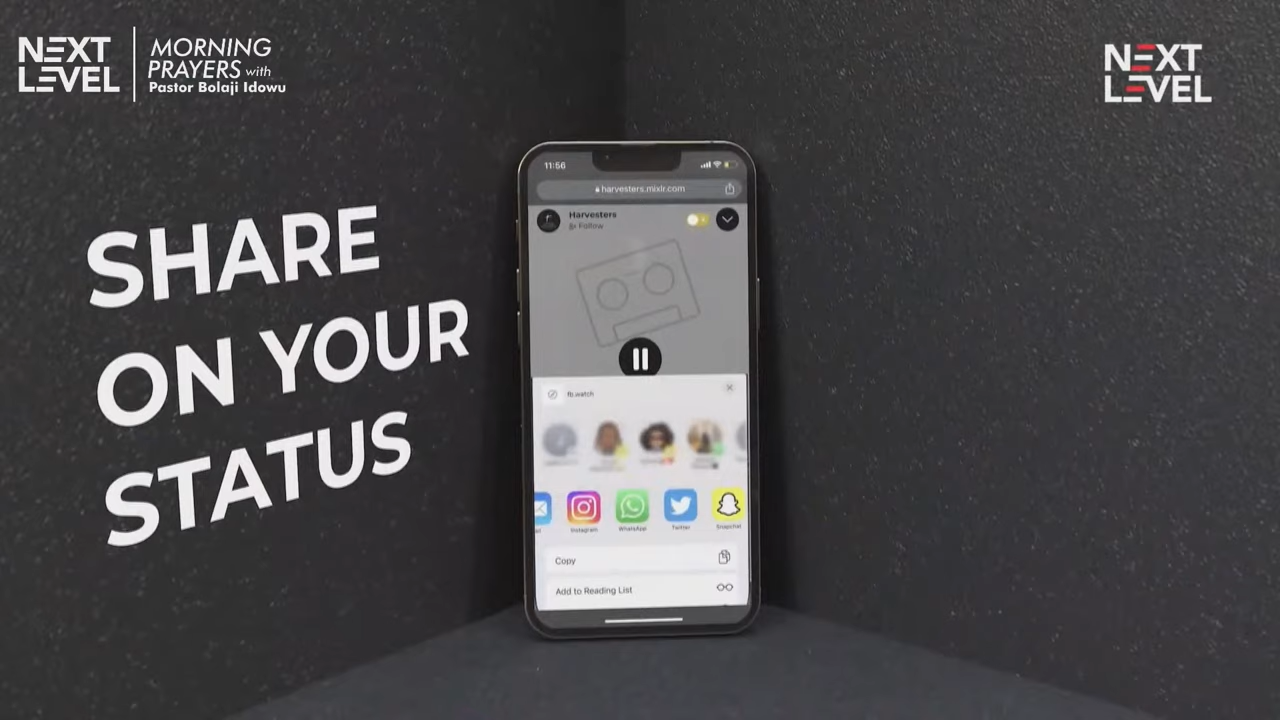 NEXT
LEVEL
MORNING
PRAYERS with
Pastor Bolaji Idowu
NEXT
LEVEL
SHARE
ON YOUR
STATUS
11:56
harvesters.mixlr.com
Harvesters
Follow
fb.watch
Instagram
WhatsApp
Twitter
Snapchat
Copy
Add to Reading List